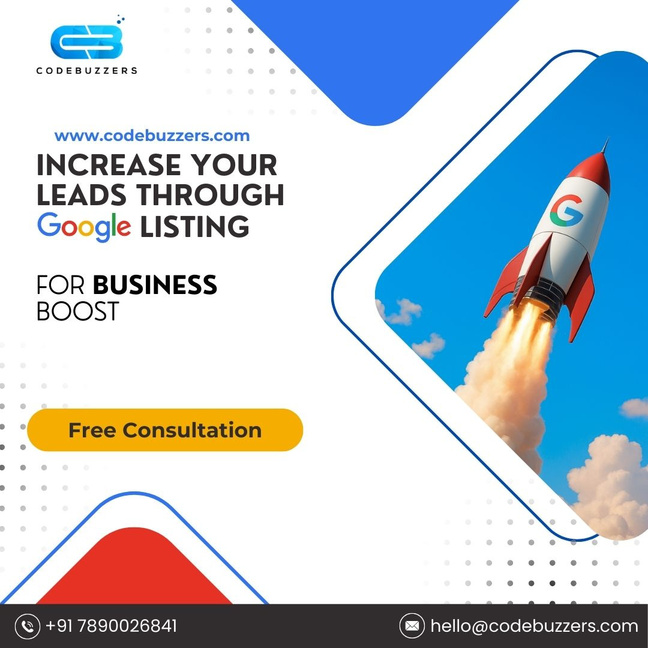 CODEBUZZERS
www.codebuzzers.com
INCREASE YOUR
LEADS THROUGH
Google LISTING
FOR BUSINESS
BOOST
G
Free Consultation
+91 7890026841
hello@codebuzzers.com